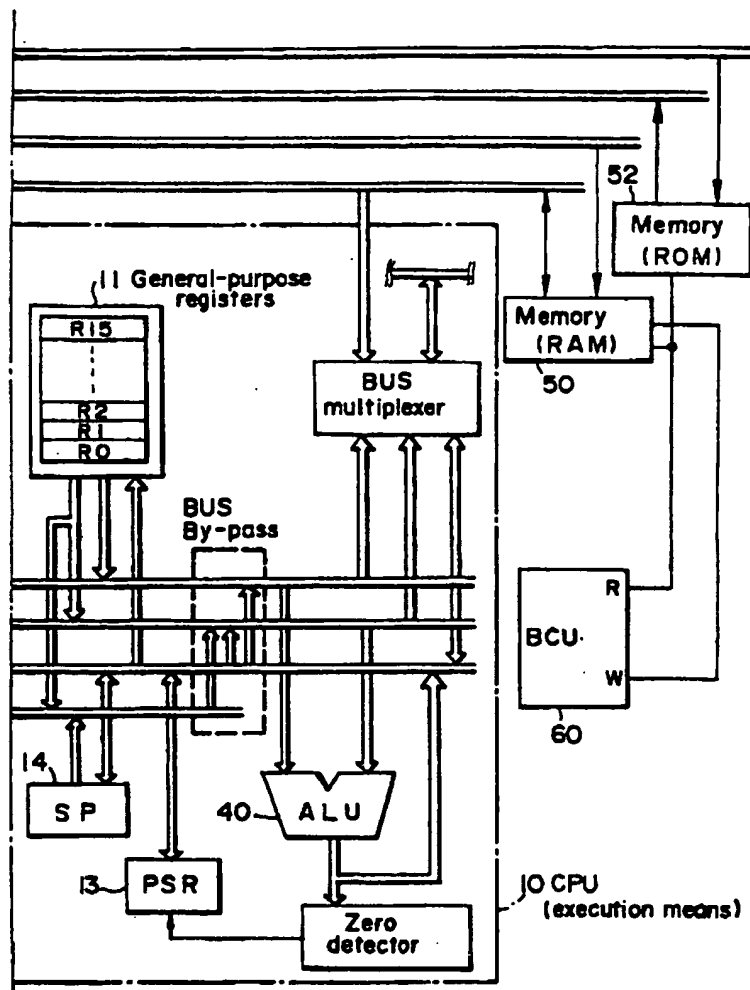 52
Memory
(ROM)
11 General-purpose
registers
R15
R2
R1
R0
Memory
(RAM)
50
BUS
multiplexer
BUS
By-pass
R
BCU
W
60
14
SP
40
ALU
13
PSR
10 CPU
(execution means)
Zero
detector